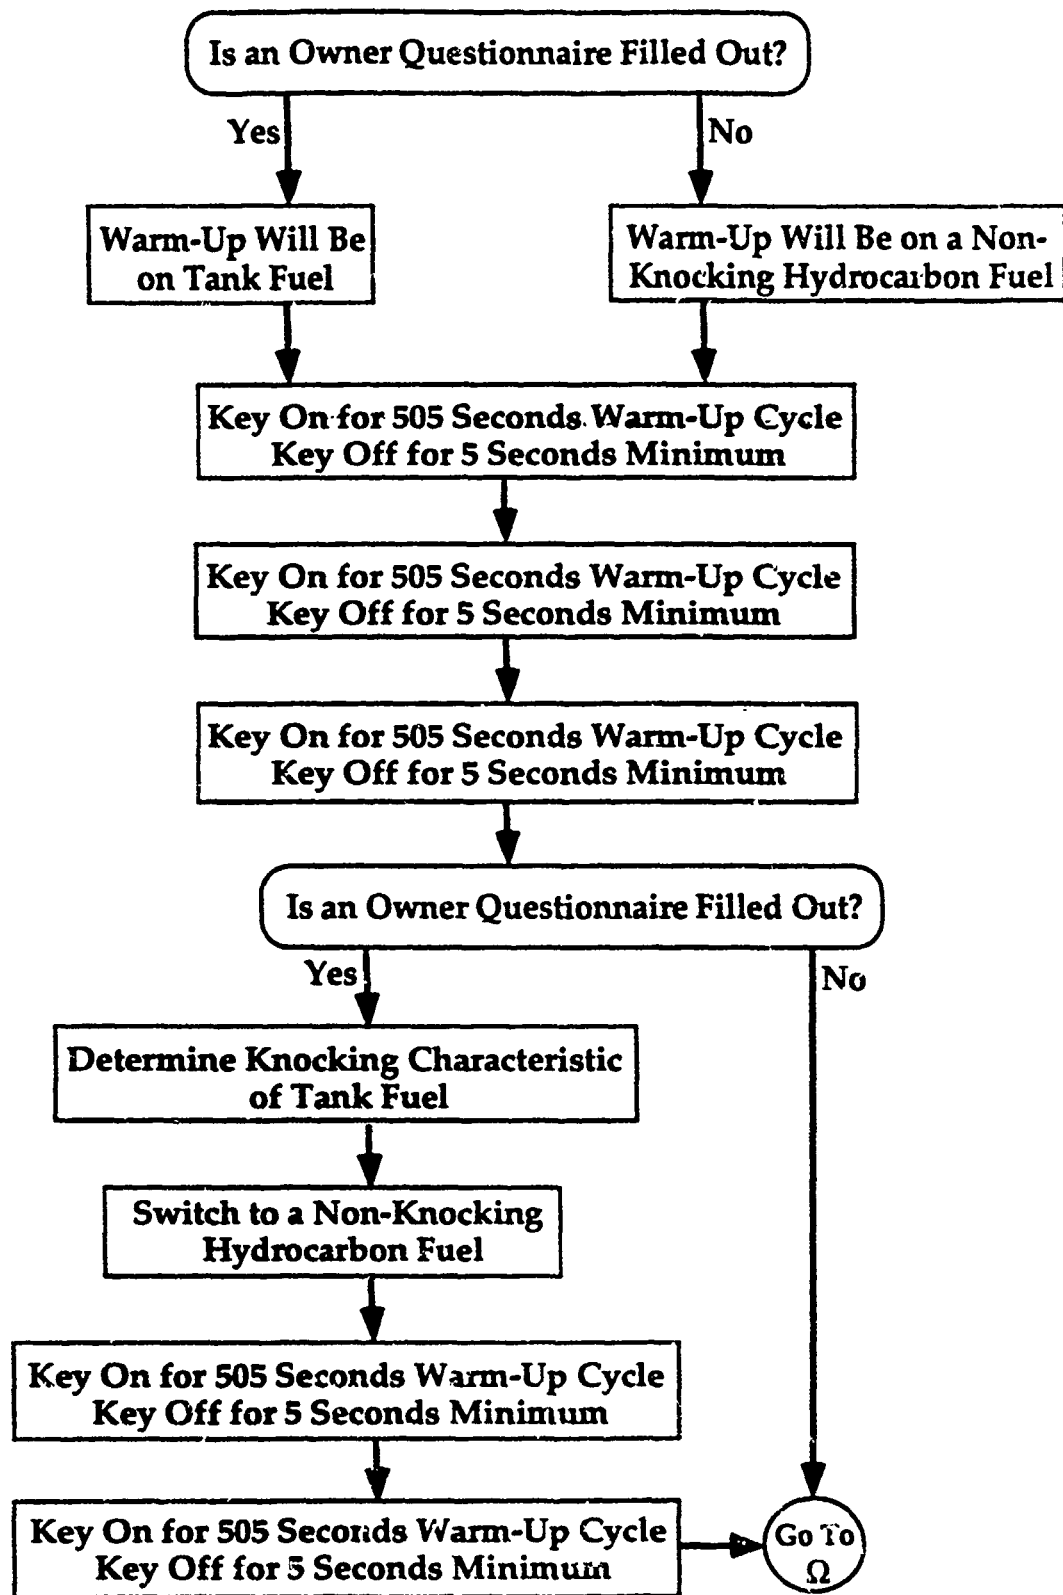 Is an Owner Questionnaire Filled Out?
Yes
No
Warm-Up Will Be
on Tank Fuel
Warm-Up Will Be on a Non-
Knocking Hydrocarbon Fuel
Key On for 505 Seconds Warm-Up Cycle
Key Off for 5 Seconds Minimum
Key On for 505 Seconds Warm-Up Cycle
Key Off for 5 Seconds Minimum
Key On for 505 Seconds Warm-Up Cycle
Key Off for 5 Seconds Minimum
Is an Owner Questionnaire Filled Out?
Yes
No
Determine Knocking Characteristic
of Tank Fuel
Switch to a Non-Knocking
Hydrocarbon Fuel
Key On for 505 Seconds Warm-Up Cycle
Key Off for 5 Seconds Minimum
Key On for 505 Seconds Warm-Up Cycle
Key Off for 5 Seconds Minimum
Go To
Ω